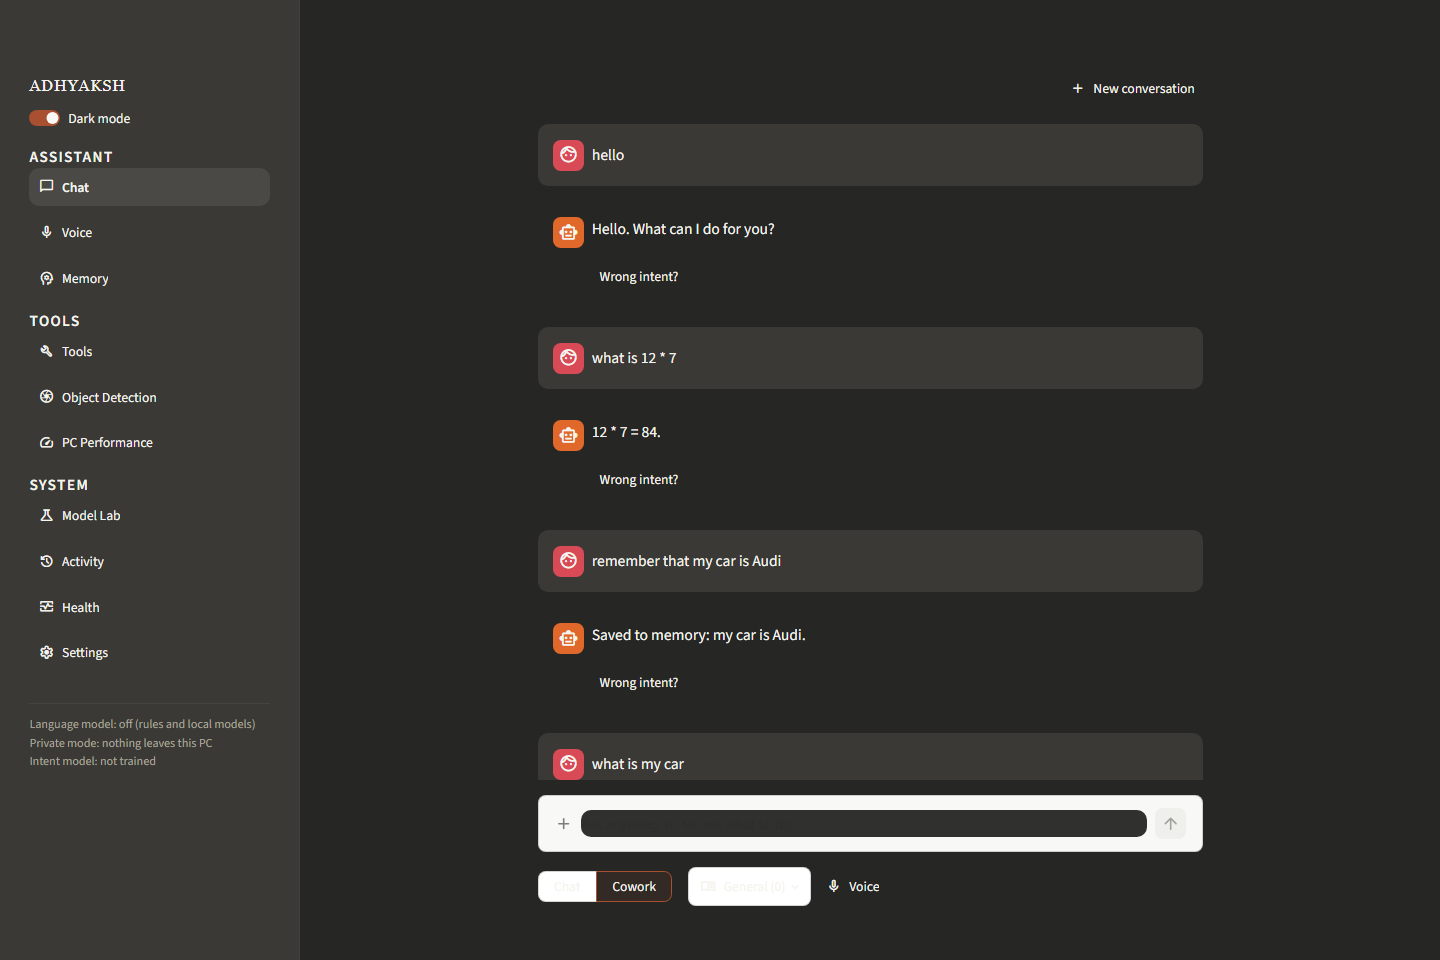 ADHYAKSH
Dark mode
ASSISTANT
Chat
Voice
Memory
TOOLS
Tools
Object Detection
PC Performance
SYSTEM
Model Lab
Activity
Health
Settings
Language model: off (rules and local models)
Private mode: nothing leaves this PC
Intent model: not trained
New conversation
hello
Hello. What can I do for you?
Wrong intent?
what is 12 * 7
12 * 7 = 84.
Wrong intent?
remember that my car is Audi
Saved to memory: my car is Audi.
Wrong intent?
what is my car
Chat
Cowork
General (0)
Voice